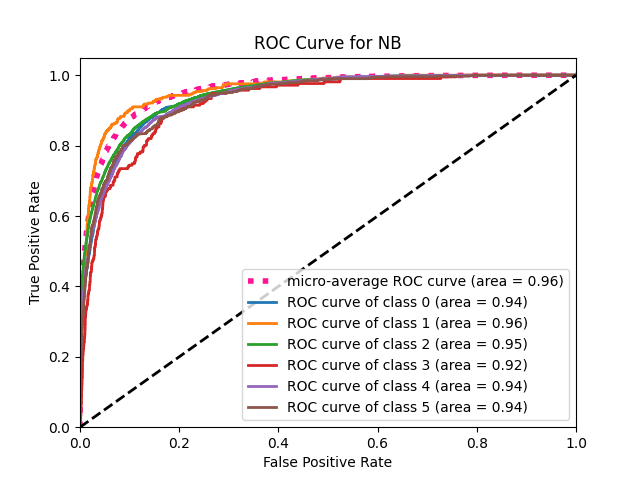 ROC Curve for NB
True Positive Rate
1.0
0.8
0.6
0.4
0.2
0.0
micro-average ROC curve (area = 0.96)
ROC curve of class 0 (area = 0.94)
ROC curve of class 1 (area = 0.96)
ROC curve of class 2 (area = 0.95)
ROC curve of class 3 (area = 0.92)
ROC curve of class 4 (area = 0.94)
ROC curve of class 5 (area = 0.94)
0.0 0.2 0.4 0.6 0.8 1.0
False Positive Rate